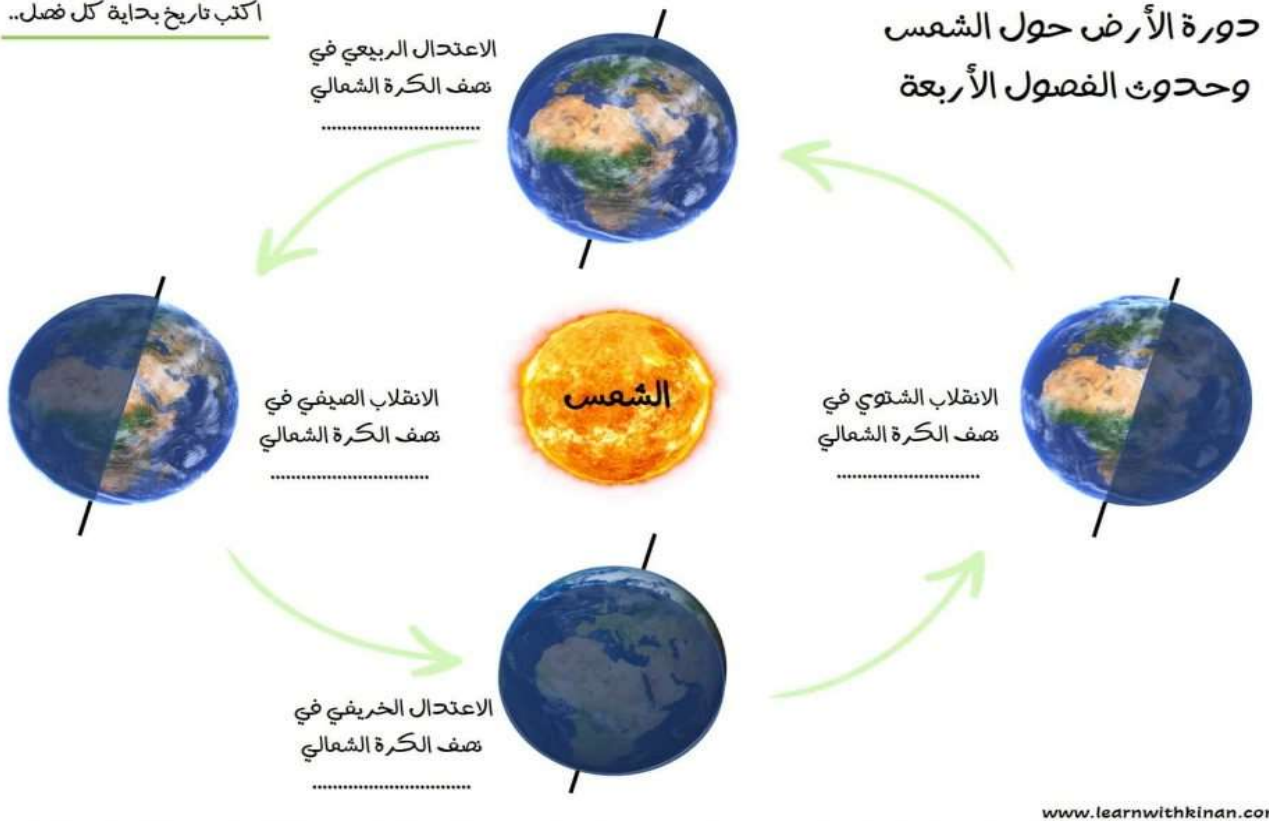 دورة الأرض حول الشمس
وحدوث الفصول الأربعة
اكتب تاريخ بداية كل فصل..
الاعتدال الربيعي في
نصف الكرة الشمالي
................................
الانقلاب الصيفي في
نصف الكرة الشمالي
................................
الشمس
الانقلاب الشتوي في
نصف الكرة الشمالي
.............................
الاعتدال الخريفي في
نصف الكرة الشمالي
................................
www.learnwithkinan.com